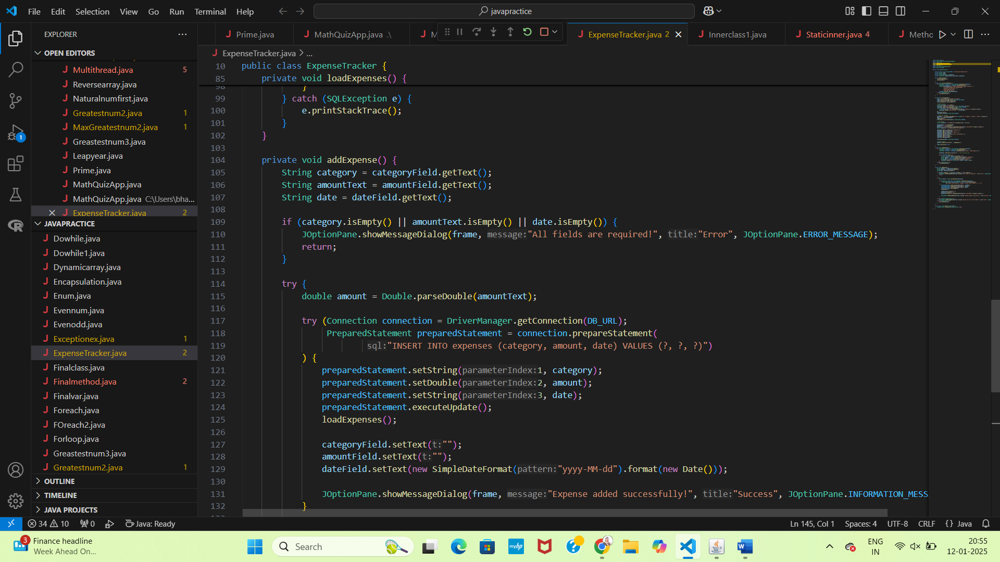 File Edit Selection View Go Run Terminal Help
javapractice
EXPLORER
Prime.java
MathQuizApp.java .\
ExpenseTracker.java 2
Innerclass1.java
Staticinner.java 4
Metho
OPEN EDITORS
Multithread.java 5
Reversearray.java
Naturalnumfirst.java
Greatestnum2.java 1
MaxGreatestnum2.java 1
Greastestnum3.java
Leapyear.java
Prime.java
MathQuizApp.java
MathQuizApp.java C:\Users\bha...
ExpenseTracker.java 2
JAVAPRACTICE
Dowhile.java
Dowhile1.java
Dynamicarray.java
Encapsulation.java
Enum.java
Evennum.java
Evenodd.java
Exceptionex.java 1
ExpenseTracker.java 2
Finalclass.java
Finalmethod.java 2
Finalvar.java
Foreach.java
FOreach2.java
Forloop.java
Greastestnum3.java
Greatestnum2.java 1
OUTLINE
TIMELINE
JAVA PROJECTS
1
ExpenseTracker.java > ...
10 public class ExpenseTracker {
85 private void loadExpenses() {
98 }
99 } catch (SQLException e) {
100 e.printStackTrace();
101 }
102 }
103
104 private void addExpense() {
105 String category = categoryField.getText();
106 String amountText = amountField.getText();
107 String date = dateField.getText();
108
109 if (category.isEmpty() || amountText.isEmpty() || date.isEmpty()) {
110 JOptionPane.showMessageDialog(frame, message:"All fields are required!", title:"Error", JOptionPane.ERROR_MESSAGE);
111 return;
112 }
113
114 try {
115 double amount = Double.parseDouble(amountText);
116
117 try (Connection connection = DriverManager.getConnection(DB_URL);
118 PreparedStatement preparedStatement = connection.prepareStatement(
119 sql:"INSERT INTO expenses (category, amount, date) VALUES (?, ?, ?)")
120 ) {
121 preparedStatement.setString(parameterIndex:1, category);
122 preparedStatement.setDouble(parameterIndex:2, amount);
123 preparedStatement.setString(parameterIndex:3, date);
124 preparedStatement.executeUpdate();
125 loadExpenses();
126
127 categoryField.setText(t:"");
128 amountField.setText(t:"");
129 dateField.setText(new SimpleDateFormat(pattern:"yyyy-MM-dd").format(new Date()));
130
131 JOptionPane.showMessageDialog(frame, message:"Expense added successfully!", title:"Success", JOptionPane.INFORMATION_MESS
132 }
34 10 0 Java: Ready
Ln 145, Col 1 Spaces: 4 UTF-8 CRLF {} Java
3
Finance headline
Week Ahead On...
Search
myhp
ENG
IN
20:55
12-01-2025